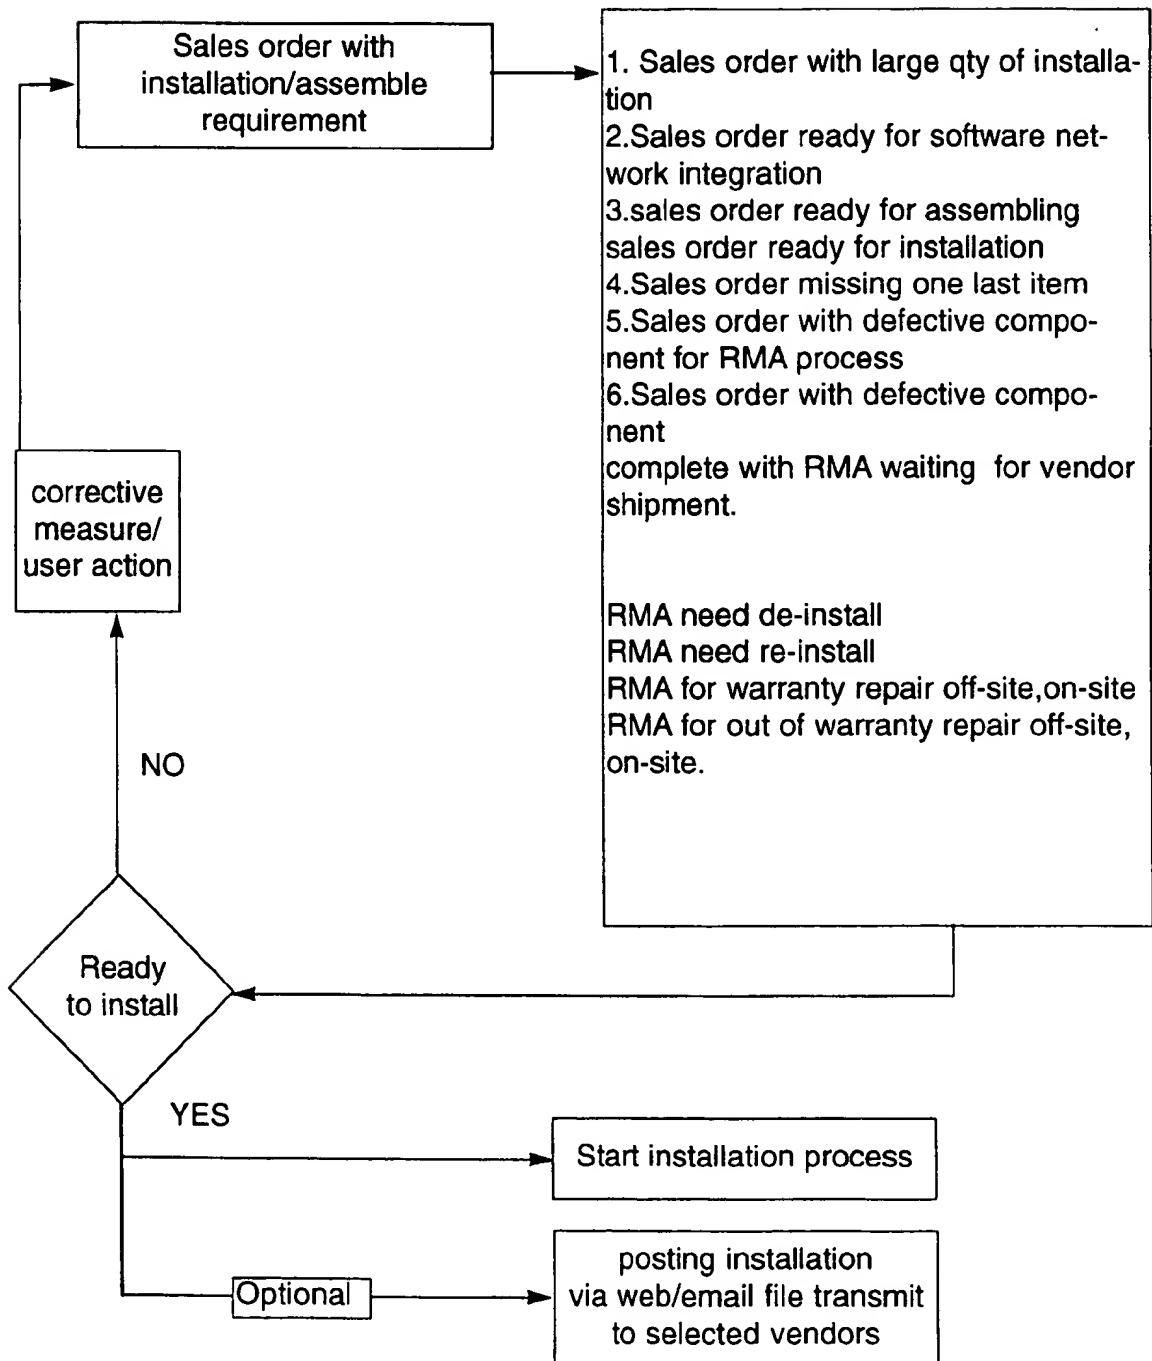 Sales order with
installation/assemble
requirement
1. Sales order with large qty of installa-
tion
2.Sales order ready for software net-
work integration
3.sales order ready for assembling
sales order ready for installation
4.Sales order missing one last item
5.Sales order with defective compo-
nent for RMA process
6.Sales order with defective compo-
nent
complete with RMA waiting for vendor
shipment.
RMA need de-install
RMA need re-install
RMA for warranty repair off-site,on-site
RMA for out of warranty repair off-site,
on-site.
corrective
measure/
user action
NO
Ready
to install
YES
Start installation process
Optional
posting installation
via web/email file transmit
to selected vendors